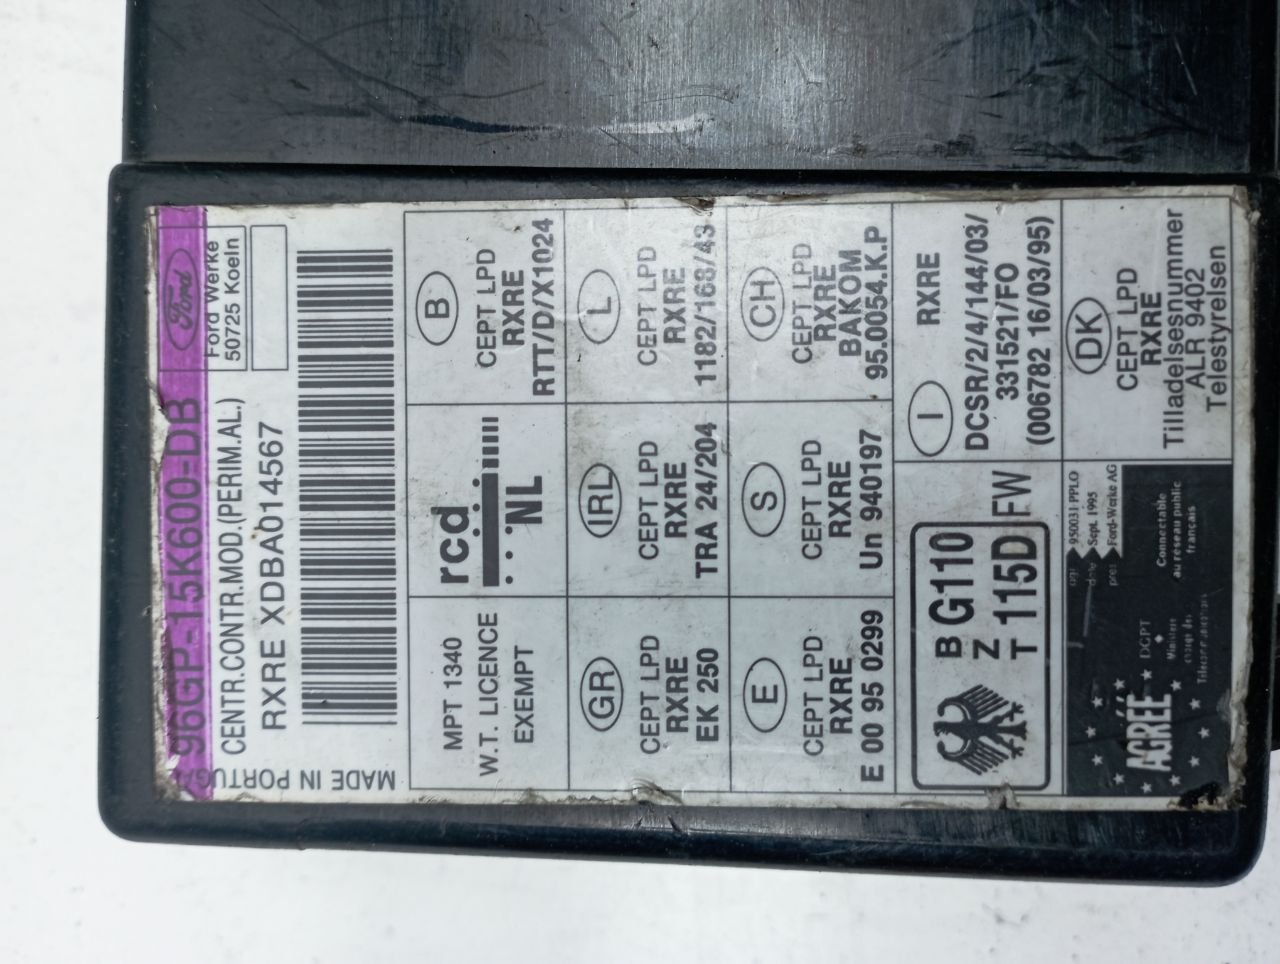 96GP-15K600-DB
Ford
Ford Werke
50725 Koeln
CENTR.CONTR.MOD.(PERIM.AL.)
RXRE XDBA014567
MADE IN PORTUGA
MPT 1340
W.T. LICENCE
EXEMPT
rcd
NL
B
CEPT LPD
RXRE
RTT/D/X1024
GR
CEPT LPD
RXRE
EK 250
IRL
CEPT LPD
RXRE
TRA 24/204
L
CEPT LPD
RXRE
1182/168/43
E
CEPT LPD
RXRE
E 00 95 0299
S
CEPT LPD
RXRE
Un 940197
CH
CEPT LPD
RXRE
BAKOM
95.0054.K.P
B G110
Z
T 115D FW
I RXRE
DCSR/2/4/144/03/
331521/FO
(006782 16/03/95)
AGRÉÉ
DGPT
Ministère
950031 PPLO
Sept. 1995
Ford-Werke AG
Connectable
au réseau public
français
DK
CEPT LPD
RXRE
Tilladelsesnummer
ALR 9402
Telestyrelsen